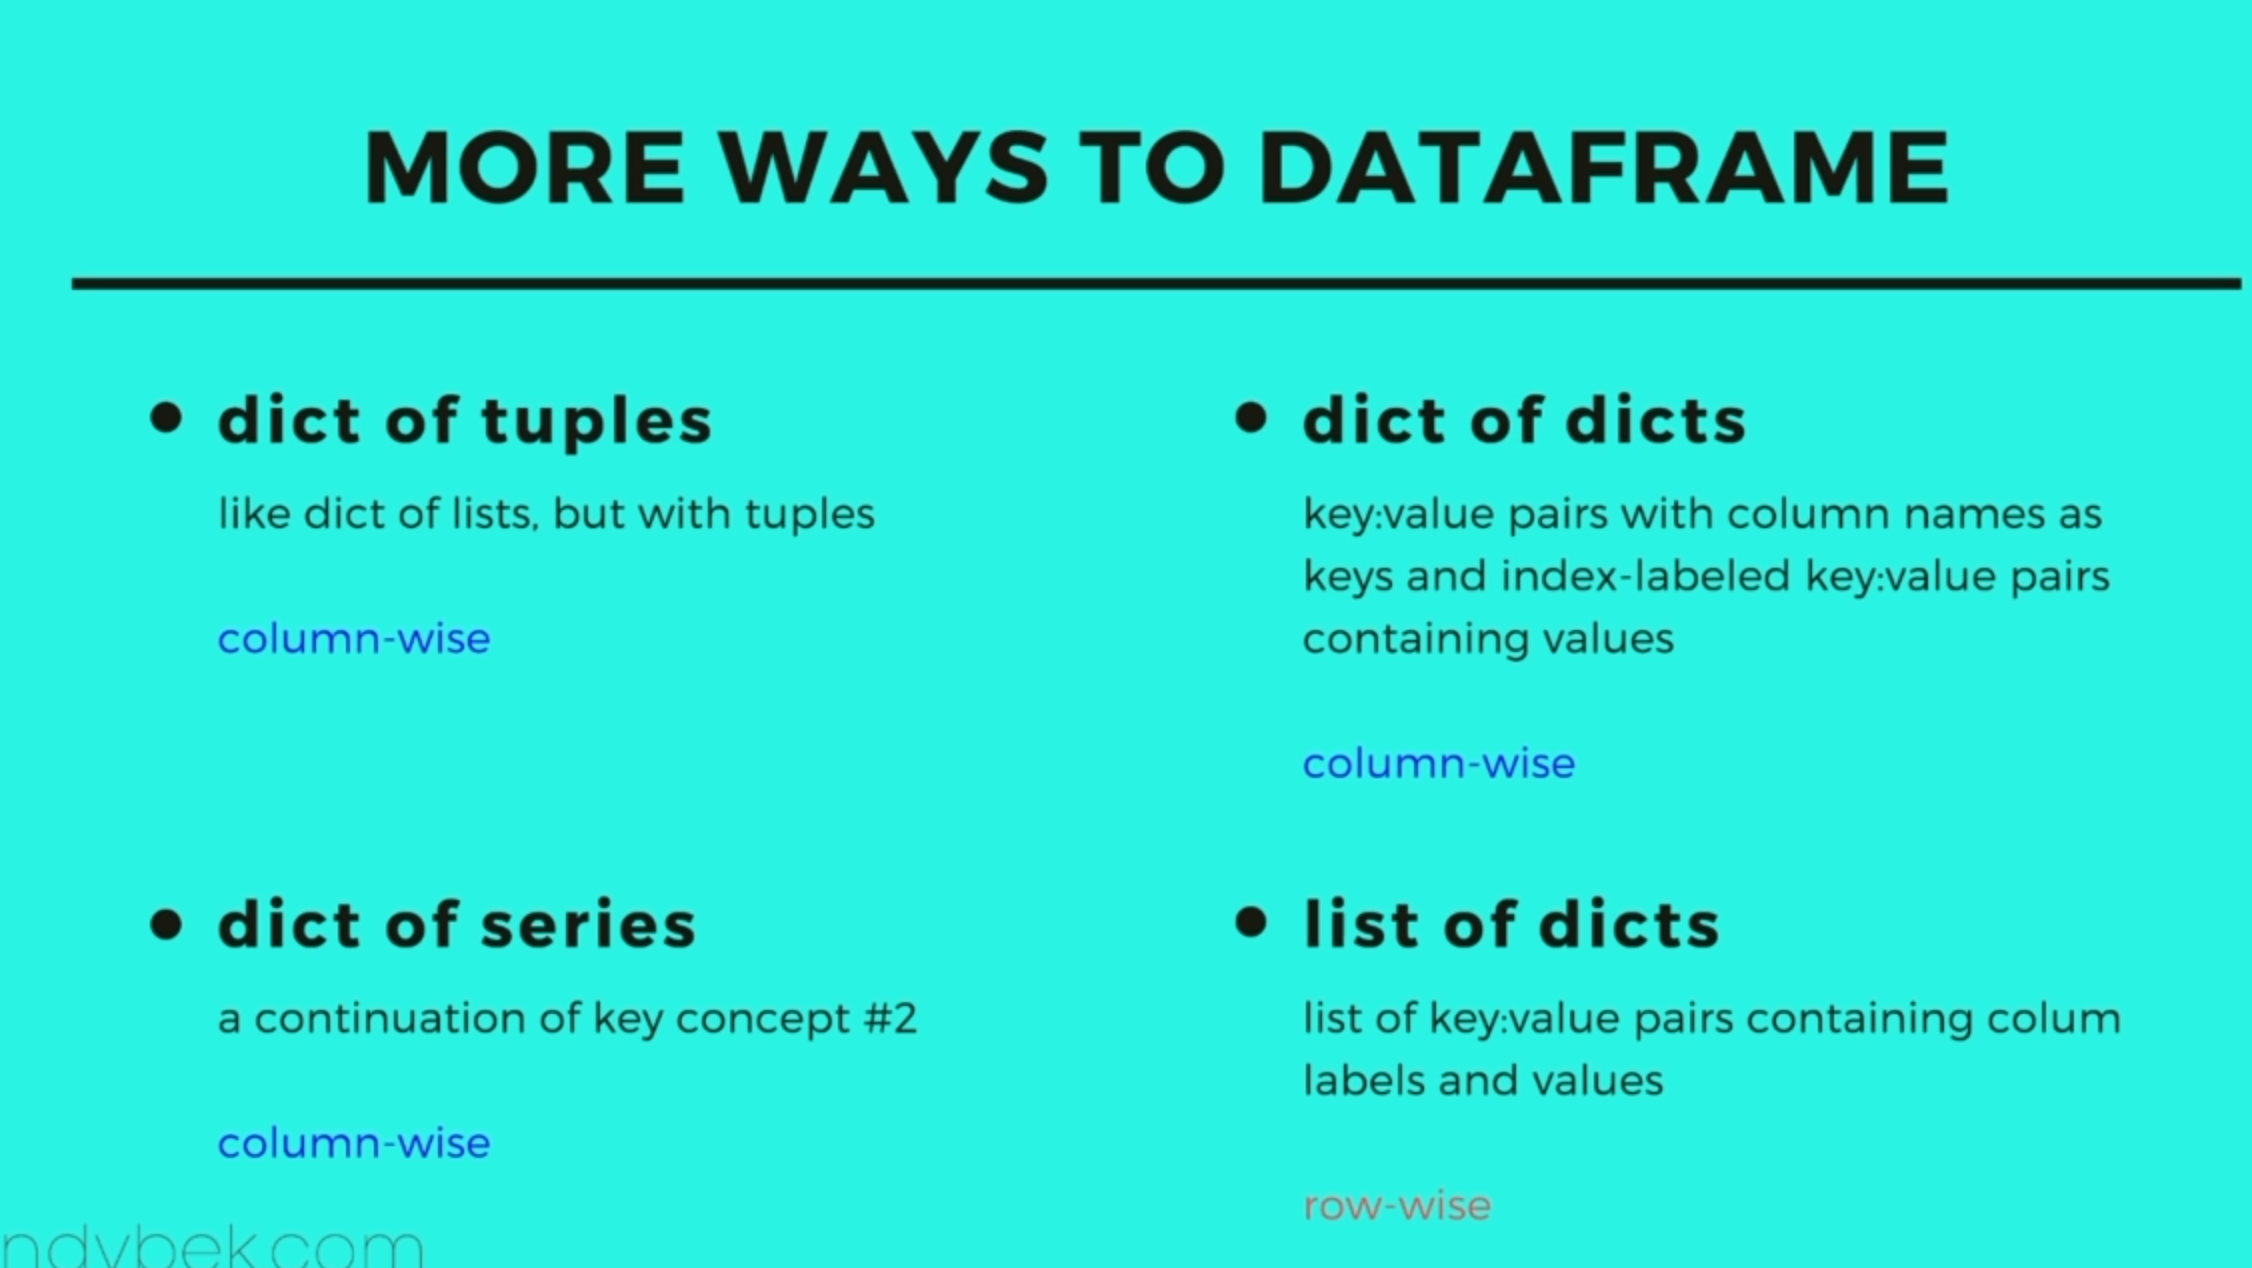 MORE WAYS TO DATAFRAME
dict of tuples
like dict of lists, but with tuples
column-wise
dict of dicts
key:value pairs with column names as
keys and index-labeled key:value pairs
containing values
column-wise
dict of series
a continuation of key concept #2
column-wise
list of dicts
list of key:value pairs containing colum
labels and values
row-wise
ndybek.com